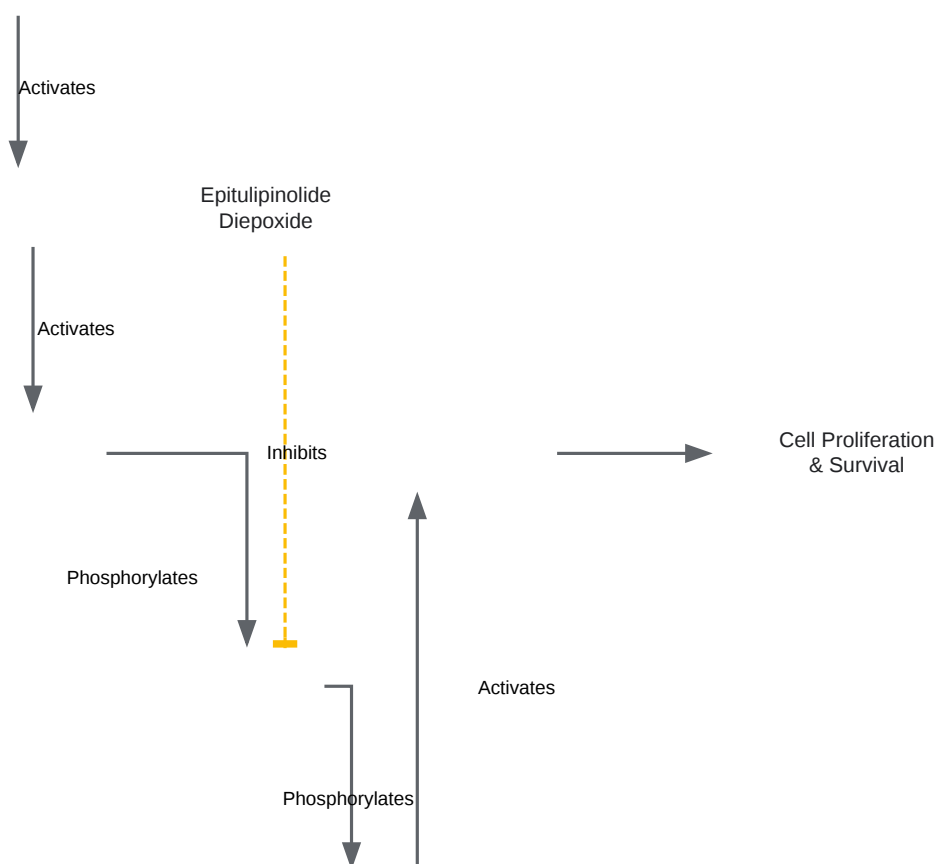 Activates
Epitulipinolide
Diepoxide
Activates
Inhibits
Cell Proliferation
& Survival
Phosphorylates
Activates
Phosphorylates